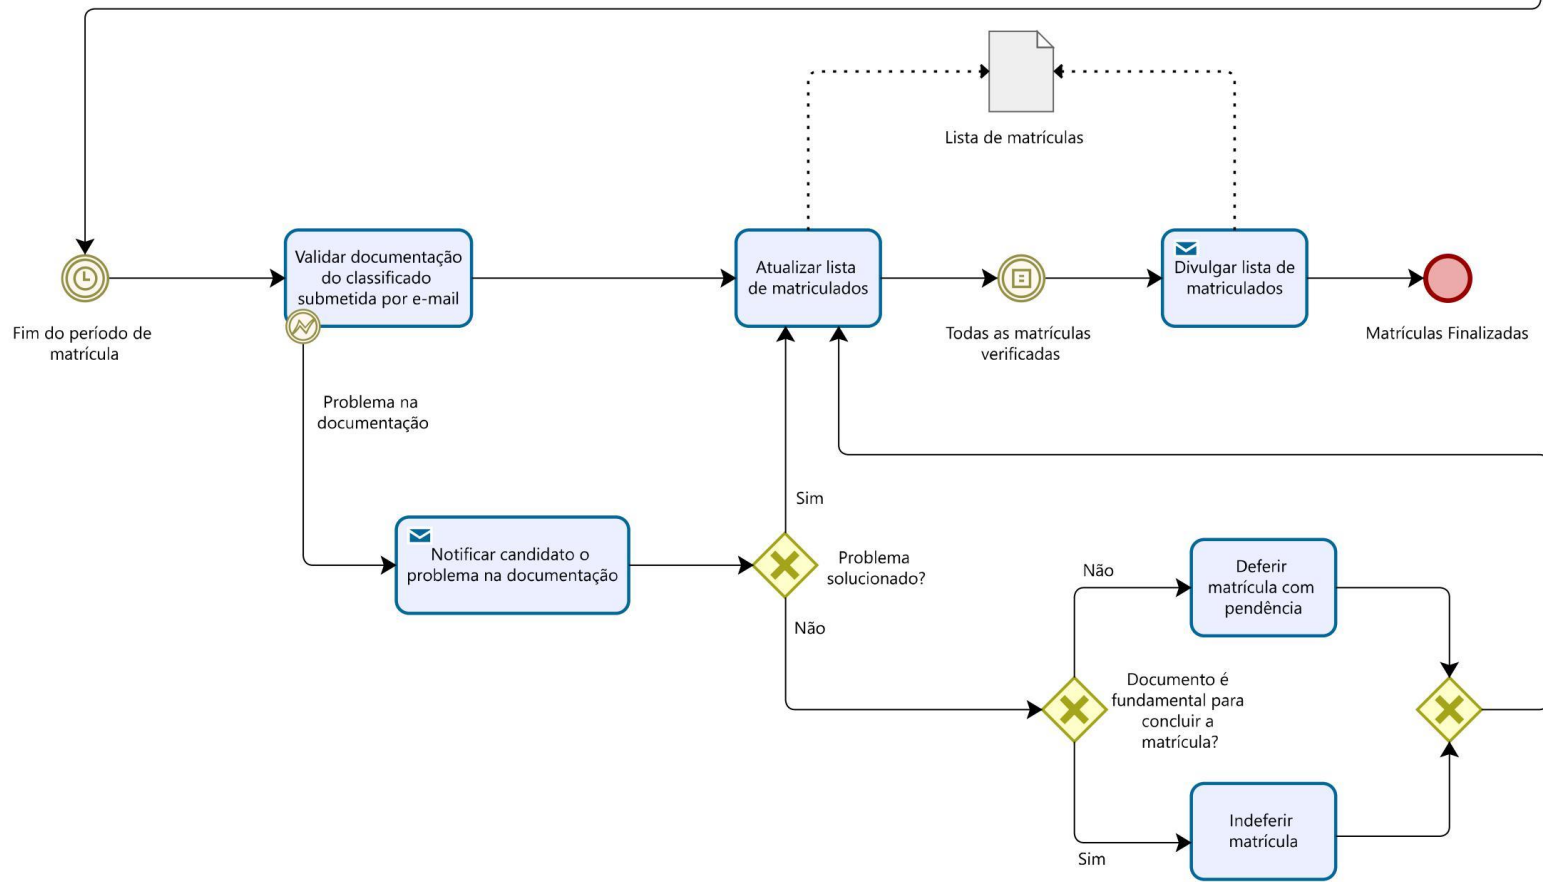 Lista de matrículas
Validar documentação
do classificado
submetida por e-mail
Atualizar lista
de matriculados
Divulgar lista de
matriculados
Fim do período de
matrícula
Todas as matrículas
verificadas
Matrículas Finalizadas
Problema na
documentação
Sim
Notificar candidato o
problema na documentação
Problema
solucionado?
Não
Não
Deferir
matrícula com
pendência
Documento é
fundamental para
concluir a
matrícula?
Indeferir
matrícula
Sim